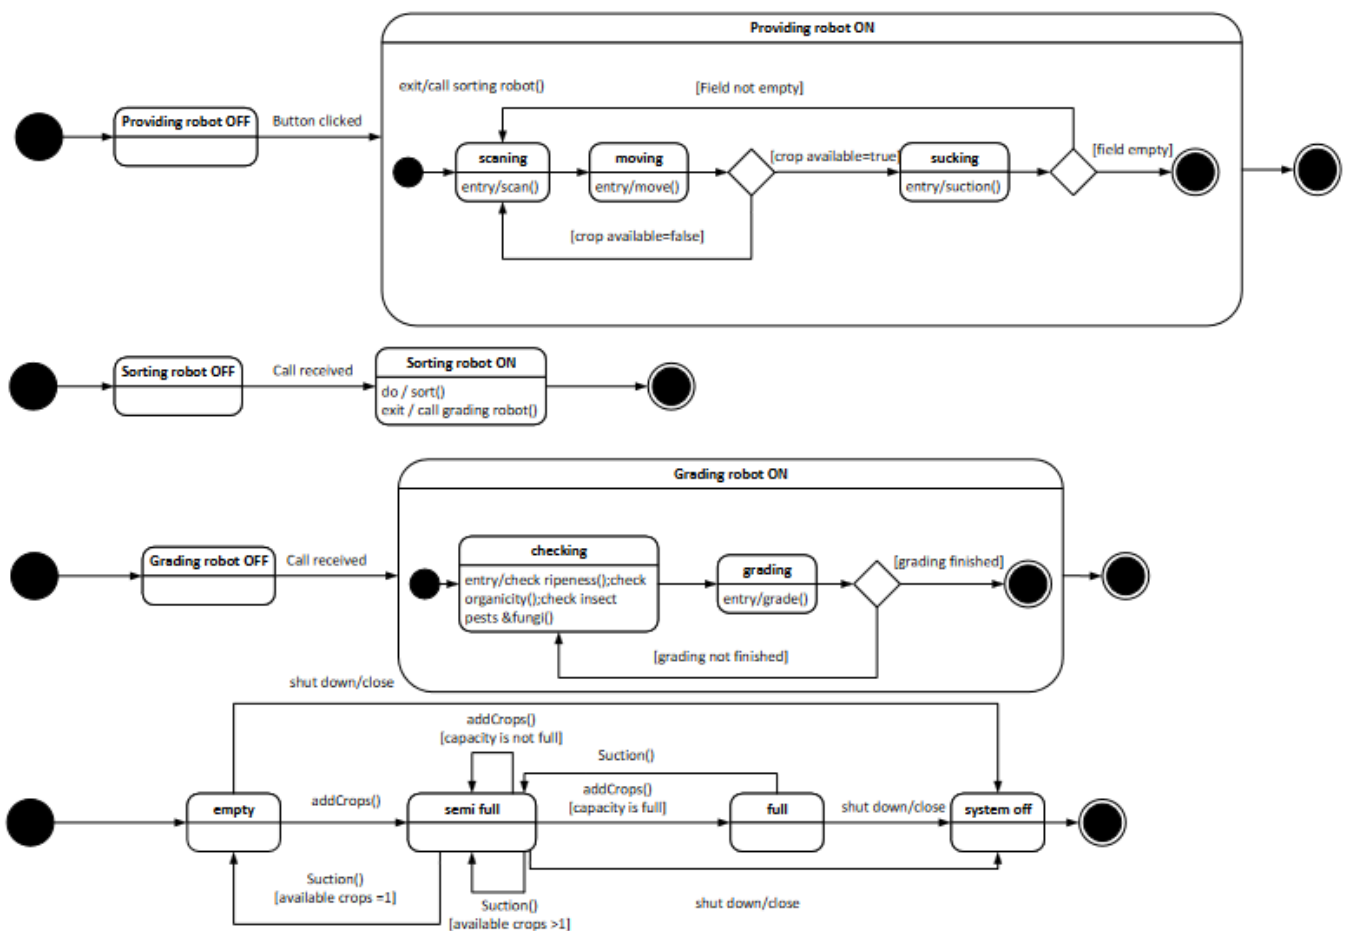 Providing robot ON
exit/call sorting robot()
[Field not empty]
Providing robot OFF
Button clicked
scaning
entry/scan()
moving
entry/move()
[crop available=true]
sucking
entry/suction()
[field empty]
[crop available=false]
Sorting robot OFF
Call received
Sorting robot ON
do / sort()
exit / call grading robot()
Grading robot ON
Grading robot OFF
Call received
checking
entry/check ripeness();check
organicity();check insect
pests &fungi()
grading
entry/grade()
[grading finished]
[grading not finished]
shut down/close
addCrops()
[capacity is not full]
Suction()
empty
addCrops()
semi full
addCrops()
[capacity is full]
full
shut down/close
system off
Suction()
[available crops =1]
Suction()
[available crops >1]
shut down/close